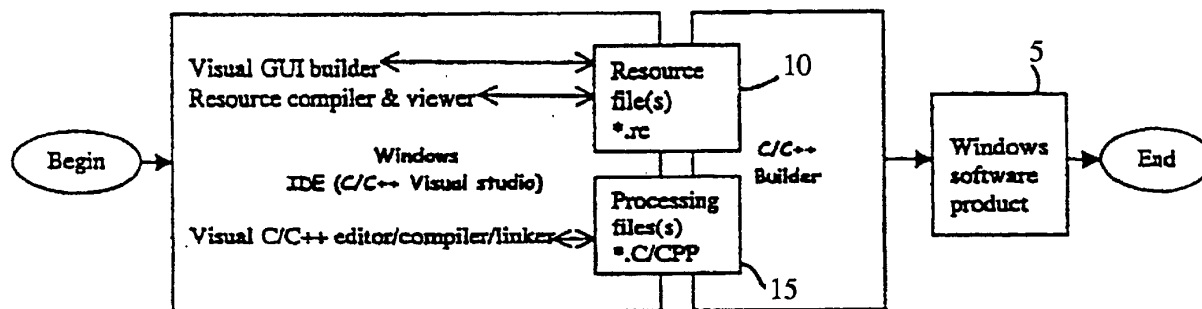 Begin
Visual GUI builder
Resource compiler & viewer
Windows
IDE (C/C++ Visual studio)
Visual C/C++ editor/compiler/linker
Resource
file(s)
*.re
10
Processing
files(s)
*.C/CPP
15
C/C++
Builder
5
Windows
software
product
End